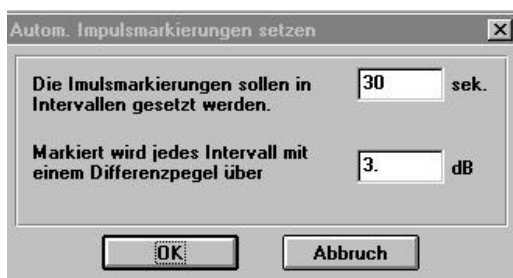 Autom. Impulsmarkierungen setzen
Die Imulsmarkierungen sollen in 30 sek.
Intervallen gesetzt werden.
Markiert wird jedes Intervall mit
einem Differenzpegel über 3. dB
OK Abbruch